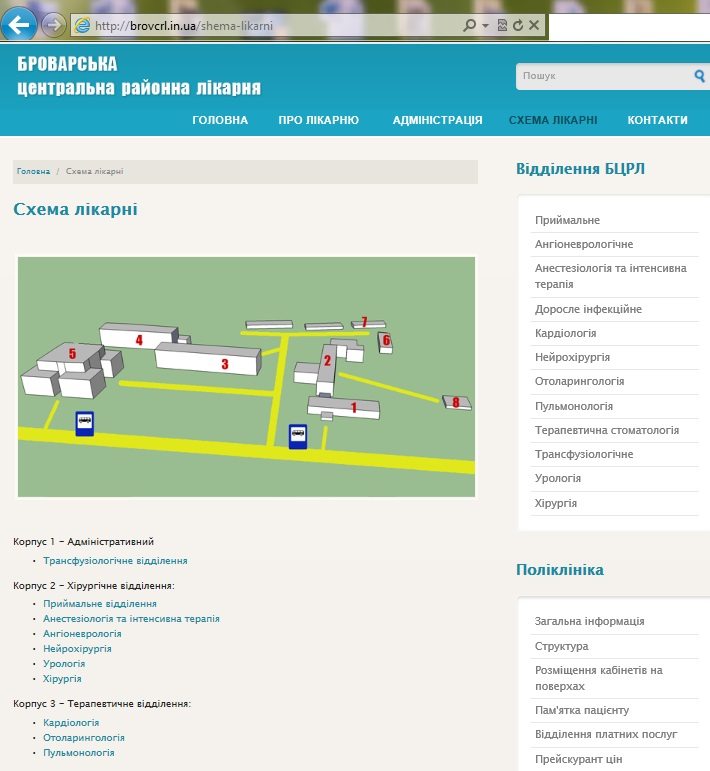 http://brovcrl.in.ua/shema-likarni
БРОВАРСЬКА
центральна районна лікарня
Пошук
ГОЛОВНА ПРО ЛІКАРНЮ АДМІНІСТРАЦІЯ СХЕМА ЛІКАРНІ КОНТАКТИ
Головна / Схема лікарні
Схема лікарні
7
6
5
4
3
2
1
8
Корпус 1 - Адміністративний
Трансфузіологічне відділення
Корпус 2 - Хірургічне відділення:
Приймальне відділення
Анестезіологія та інтенсивна терапія
Ангіоневрологія
Нейрохірургія
Урологія
Хірургія
Корпус 3 - Терапевтичне відділення:
Кардіологія
Отоларингологія
Пульмонологія
Відділення БЦРЛ
Приймальне
Ангіоневрологічне
Анестезіологія та інтенсивна
терапія
Доросле інфекційне
Кардіологія
Нейрохірургія
Отоларингологія
Пульмонологія
Терапевтична стоматологія
Трансфузіологічне
Урологія
Хірургія
Поліклініка
Загальна інформація
Структура
Розміщення кабінетів на
поверхах
Пам'ятка пацієнту
Відділення платних послуг
Прейскурант цін